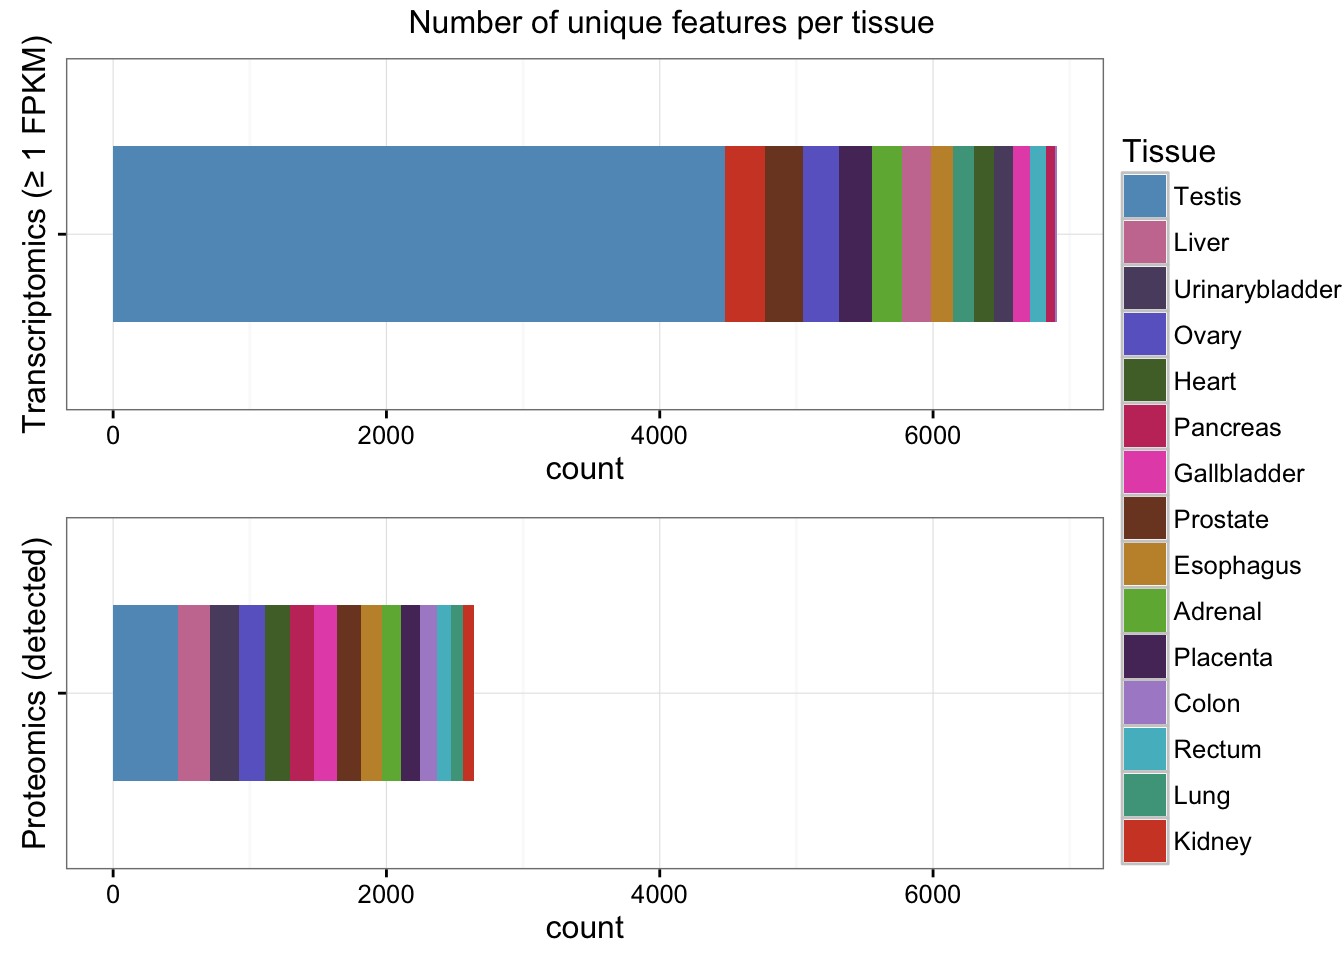 Number of unique features per tissue
Transcriptomics (≥ 1 FPKM)
0 2000 4000 6000
count
Proteomics (detected)
0 2000 4000 6000
count
Tissue
Testis
Liver
Urinarybladder
Ovary
Heart
Pancreas
Gallbladder
Prostate
Esophagus
Adrenal
Placenta
Colon
Rectum
Lung
Kidney